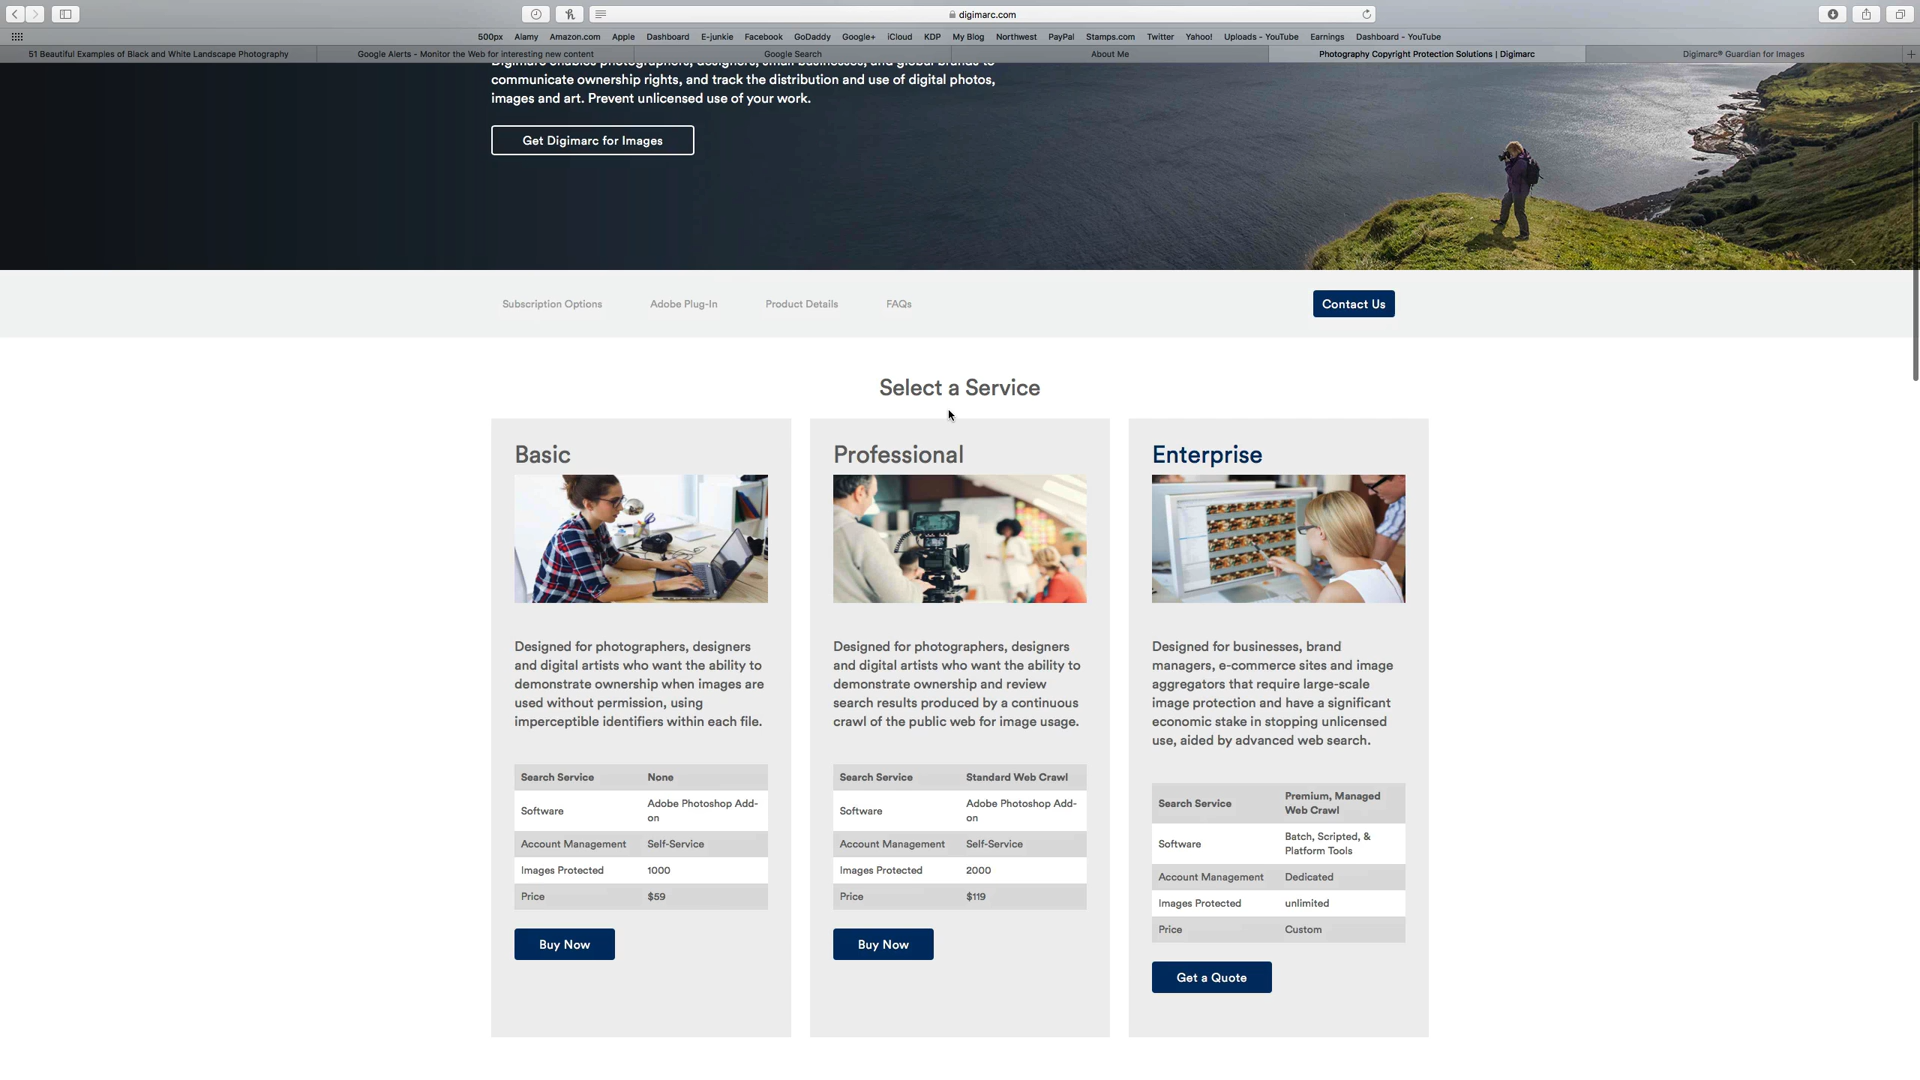 digimarc.com
500px Alamy Amazon.com Apple Dashboard E-junkie Facebook GoDaddy Google+ iCloud KDP My Blog Northwest PayPal Stamps.com Twitter Yahoo! Uploads - YouTube Earnings Dashboard - YouTube
51 Beautiful Examples of Black and White Landscape Photography Google Alerts - Monitor the Web for interesting new content Google Search About Me Photography Copyright Protection Solutions | Digimarc Digimarc® Guardian for Images
Digimarc enables photographers, designers, small businesses, and global brands to
communicate ownership rights, and track the distribution and use of digital photos,
images and art. Prevent unlicensed use of your work.
Get Digimarc for Images
Subscription Options Adobe Plug-In Product Details FAQs Contact Us
Select a Service
Basic
Designed for photographers, designers
and digital artists who want the ability to
demonstrate ownership when images are
used without permission, using
imperceptible identifiers within each file.
Search Service None
Software Adobe Photoshop Add-
on
Account Management Self-Service
Images Protected 1000
Price $59
Buy Now
Professional
Designed for photographers, designers
and digital artists who want the ability to
demonstrate ownership and review
search results produced by a continuous
crawl of the public web for image usage.
Search Service Standard Web Crawl
Software Adobe Photoshop Add-
on
Account Management Self-Service
Images Protected 2000
Price $119
Buy Now
Enterprise
Designed for businesses, brand
managers, e-commerce sites and image
aggregators that require large-scale
image protection and have a significant
economic stake in stopping unlicensed
use, aided by advanced web search.
Search Service Premium, Managed
Web Crawl
Software Batch, Scripted, &
Platform Tools
Account Management Dedicated
Images Protected unlimited
Price Custom
Get a Quote